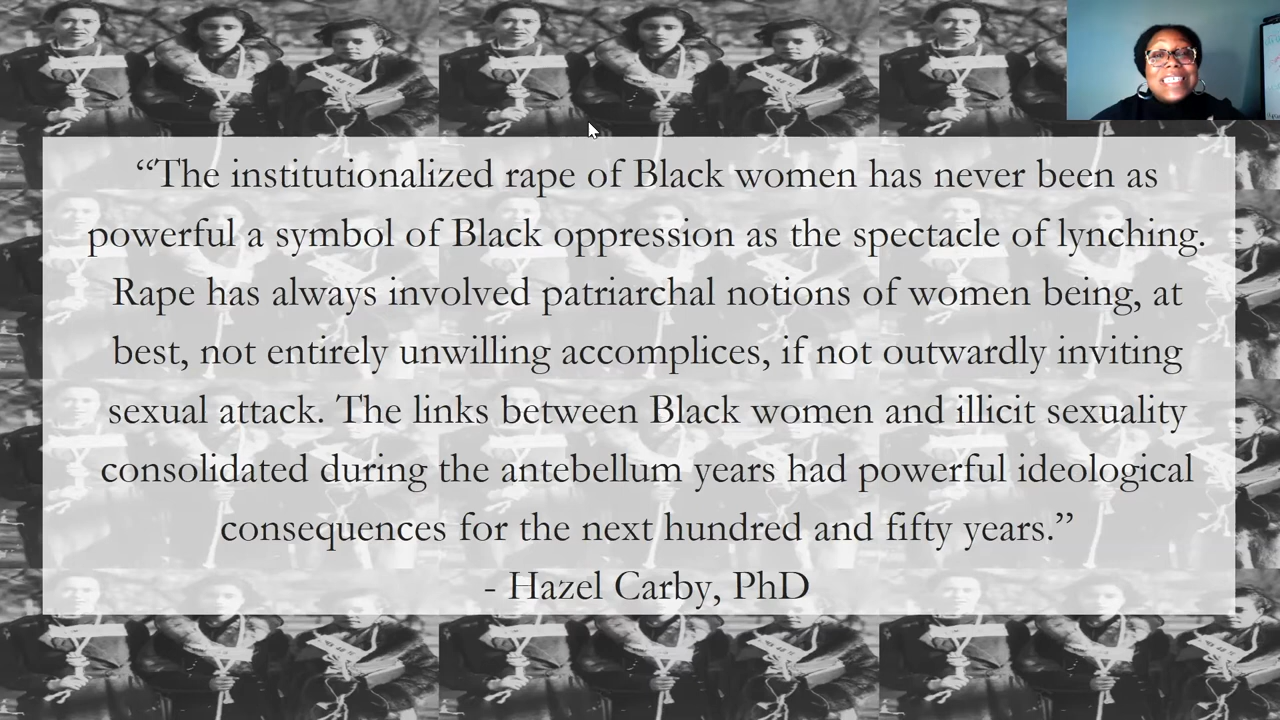 “The institutionalized rape of Black women has never been as
powerful a symbol of Black oppression as the spectacle of lynching.
Rape has always involved patriarchal notions of women being, at
best, not entirely unwilling accomplices, if not outwardly inviting
sexual attack. The links between Black women and illicit sexuality
consolidated during the antebellum years had powerful ideological
consequences for the next hundred and fifty years.”
- Hazel Carby, PhD